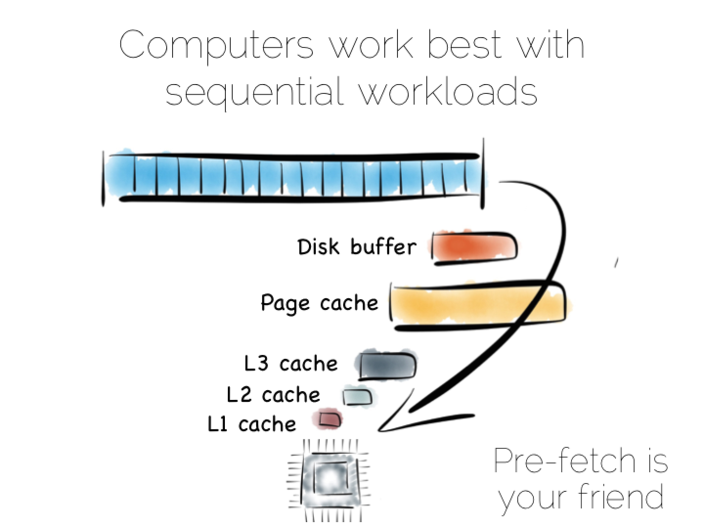 Computers work best with
sequential workloads
Disk buffer
Page cache
L3 cache
L2 cache
L1 cache
Pre-fetch is
your friend